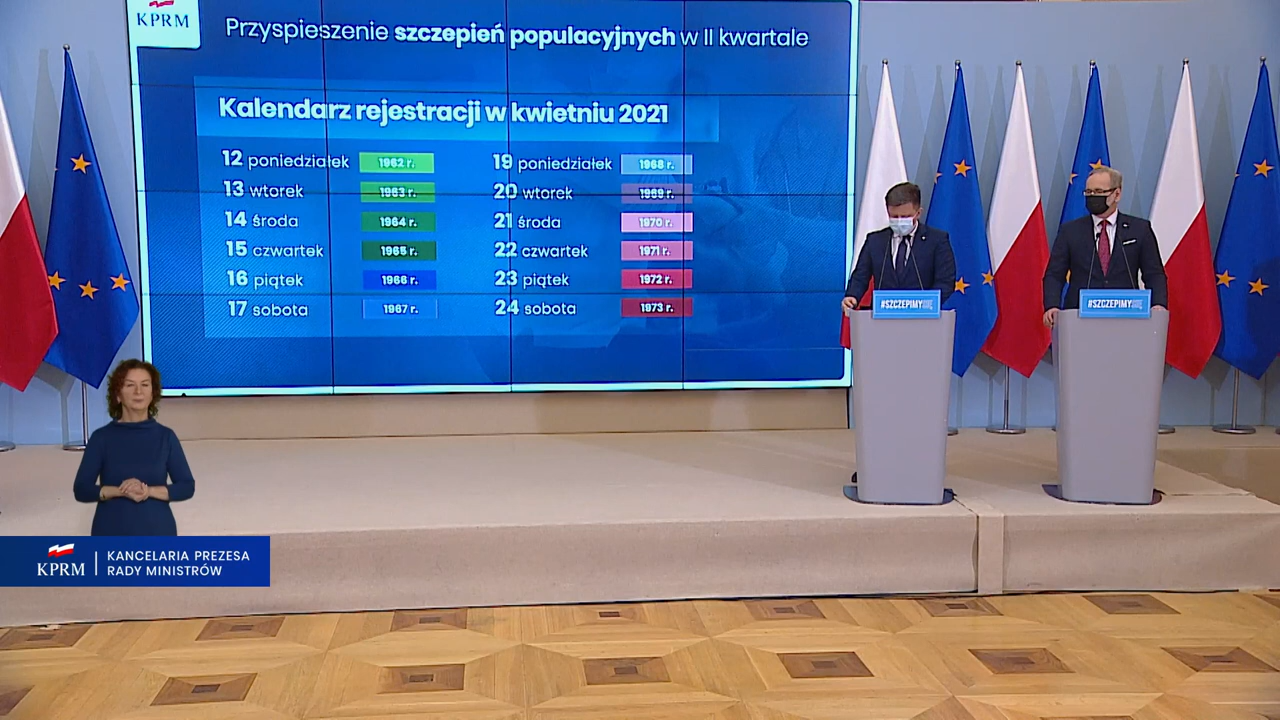 KPRM
Przyspieszenie szczepień populacyjnych w II kwartale
Kalendarz rejestracji w kwietniu 2021
12 poniedziałek 1962 r.
13 wtorek 1963 r.
14 środa 1964 r.
15 czwartek 1965 r.
16 piątek 1966 r.
17 sobota 1967 r.
19 poniedziałek 1968 r.
20 wtorek 1969 r.
21 środa 1970 r.
22 czwartek 1971 r.
23 piątek 1972 r.
24 sobota 1973 r.
#SZCZEPIMYSIĘ
#SZCZEPIMYSIĘ
KPRM
KANCELARIA PREZESA
RADY MINISTRÓW